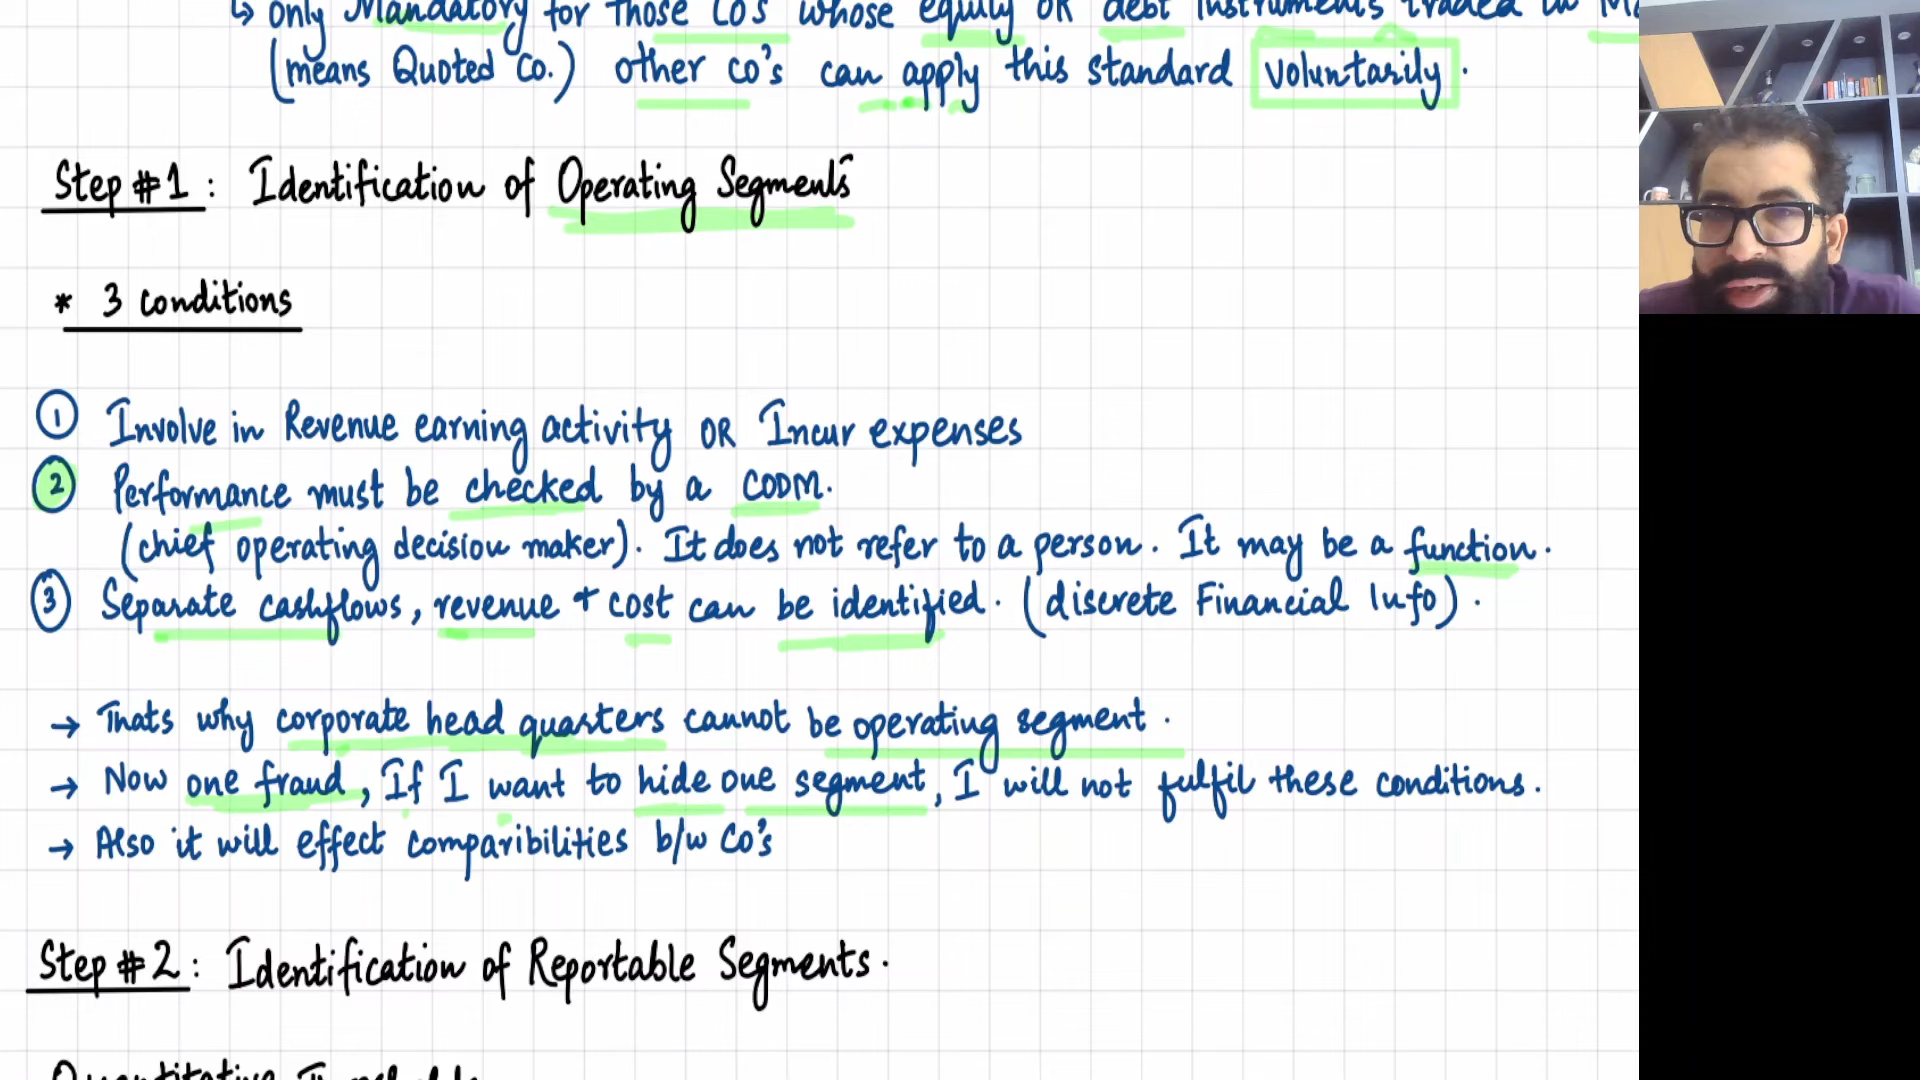 ↳ only Mandatory for those Co's whose equity OR debt instruments traded in
(means Quoted Co.) other co's can apply this standard voluntarily.
Step #1: Identification of Operating Segments
* 3 conditions
① Involve in Revenue earning activity OR Incur expenses
② Performance must be checked by a CODM.
(chief operating decision maker). It does not refer to a person. It may be a function.
③ Separate cashflows, revenue + cost can be identified. (discrete Financial Info).
→ Thats why corporate head quarters cannot be operating segment.
→ Now one fraud, If I want to hide one segment, I will not fulfil these conditions.
→ Also it will effect comparibilities b/w Co's
Step #2: Identification of Reportable Segments.
Quantitative